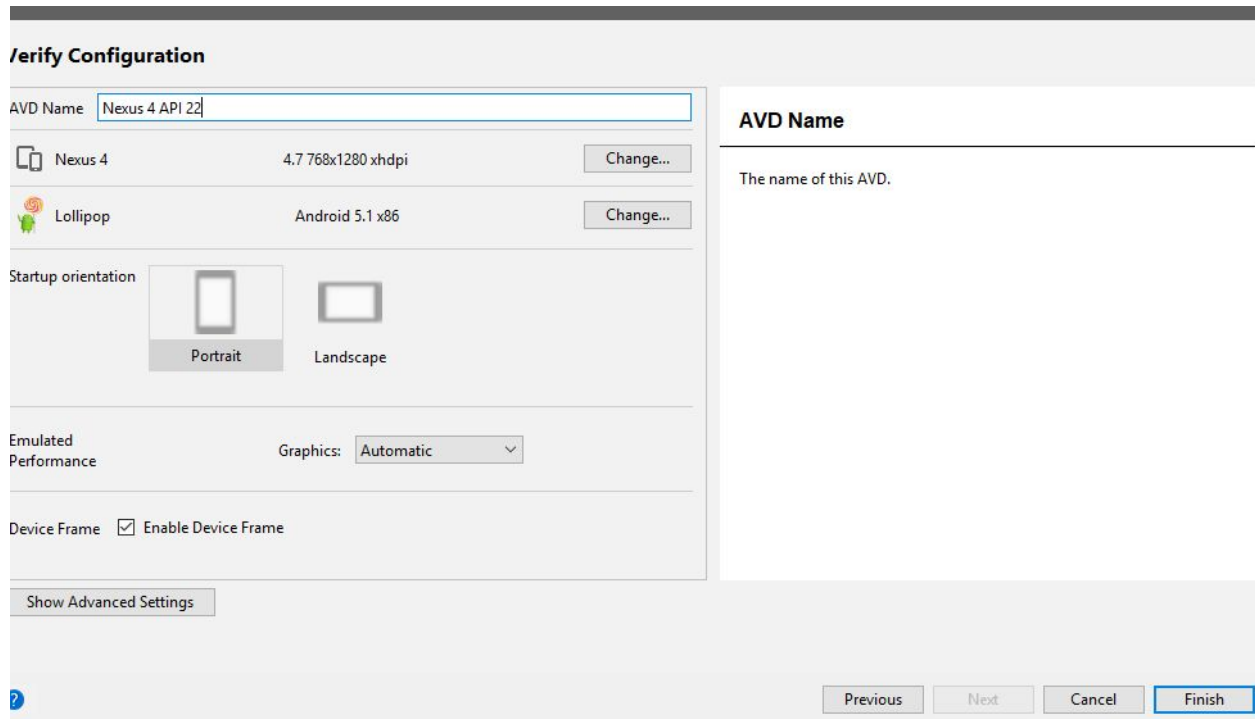 Verify Configuration
AVD Name Nexus 4 API 22
Nexus 4 4.7 768x1280 xhdpi Change...
Lollipop Android 5.1 x86 Change...
Startup orientation
Portrait Landscape
Emulated
Performance
Graphics: Automatic
Device Frame Enable Device Frame
Show Advanced Settings
AVD Name
The name of this AVD.
?
Previous Next Cancel Finish